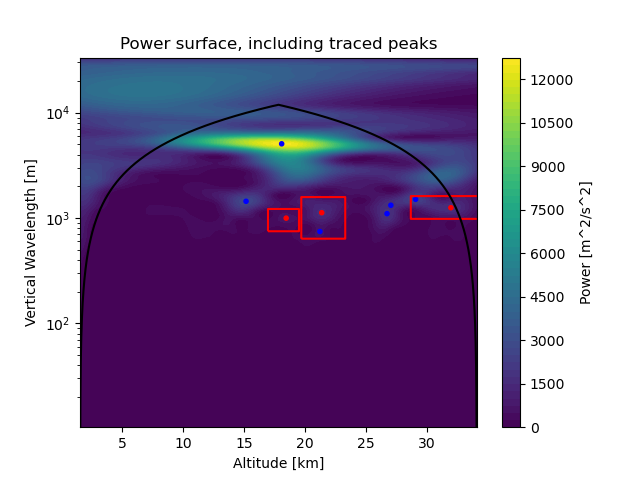 Power surface, including traced peaks
Vertical Wavelength [m]
10^4
10^3
10^2
5 10 15 20 25 30
Altitude [km]
12000
10500
9000
7500
6000
4500
3000
1500
0
Power [m^2/s^2]